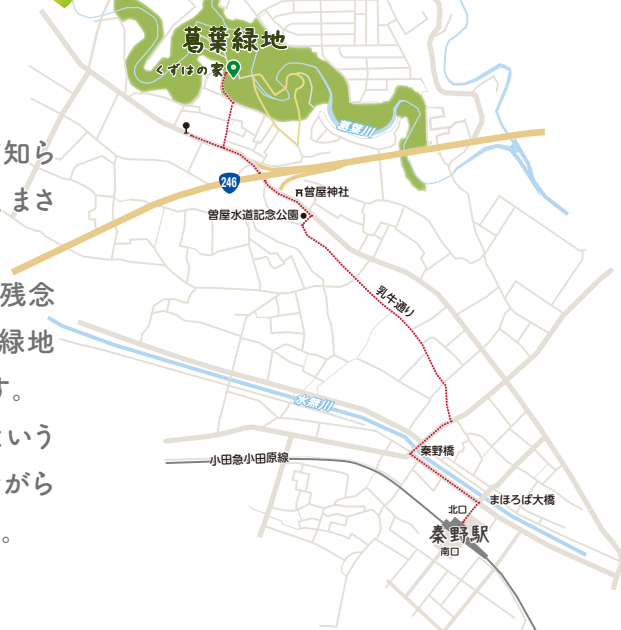 葛葉緑地
くずはの家
葛葉川
知ら
246
まさ
曽屋神社
曽屋水道記念公園
残念
乳牛通り
緑地
す。
水無川
という
秦野橋
小田急小田原線
ながら
まほろば大橋
北口
秦野駅
。
南口